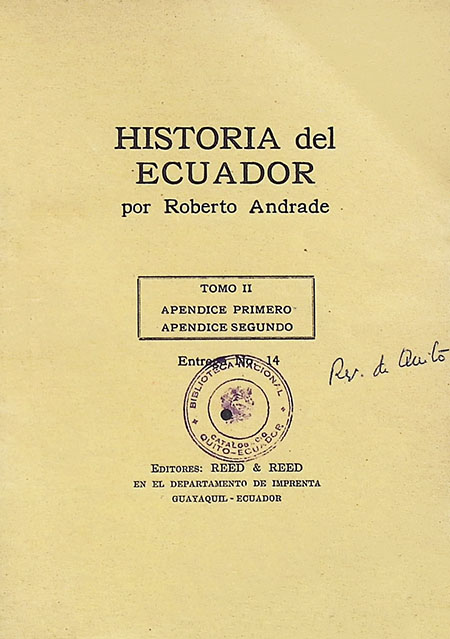 HISTORIA del
ECUADOR
por Roberto Andrade
TOMO II
APENDICE PRIMERO
APENDICE SEGUNDO
Entrega No. 14
BIBLIOTECA NACIONAL
QUITO-ECUADOR
de Quito
EDITORES: REED & REED
EN EL DEPARTAMENTO DE IMPRENTA
GUAYAQUIL - ECUADOR